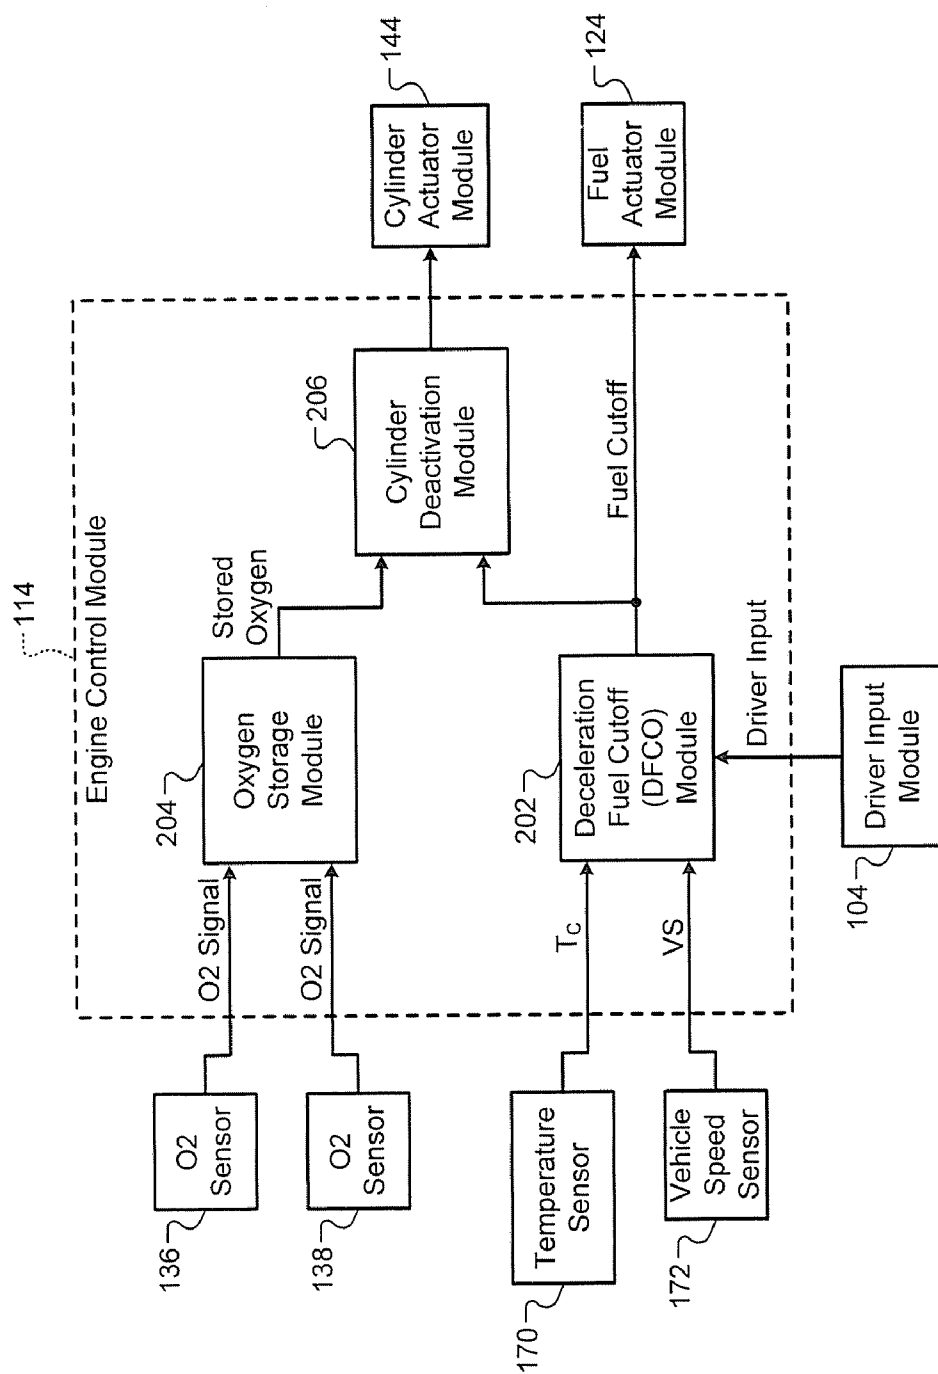 114
Engine Control Module
136
O2
Sensor
O2 Signal
138
O2
Sensor
O2 Signal
204
Oxygen
Storage
Module
Stored
Oxygen
206
Cylinder
Deactivation
Module
Cylinder
Actuator
Module
144
170
Temperature
Sensor
TC
172
Vehicle
Speed
Sensor
VS
202
Deceleration
Fuel Cutoff
(DFCO)
Module
Fuel Cutoff
Fuel
Actuator
Module
124
Driver Input
104
Driver Input
Module